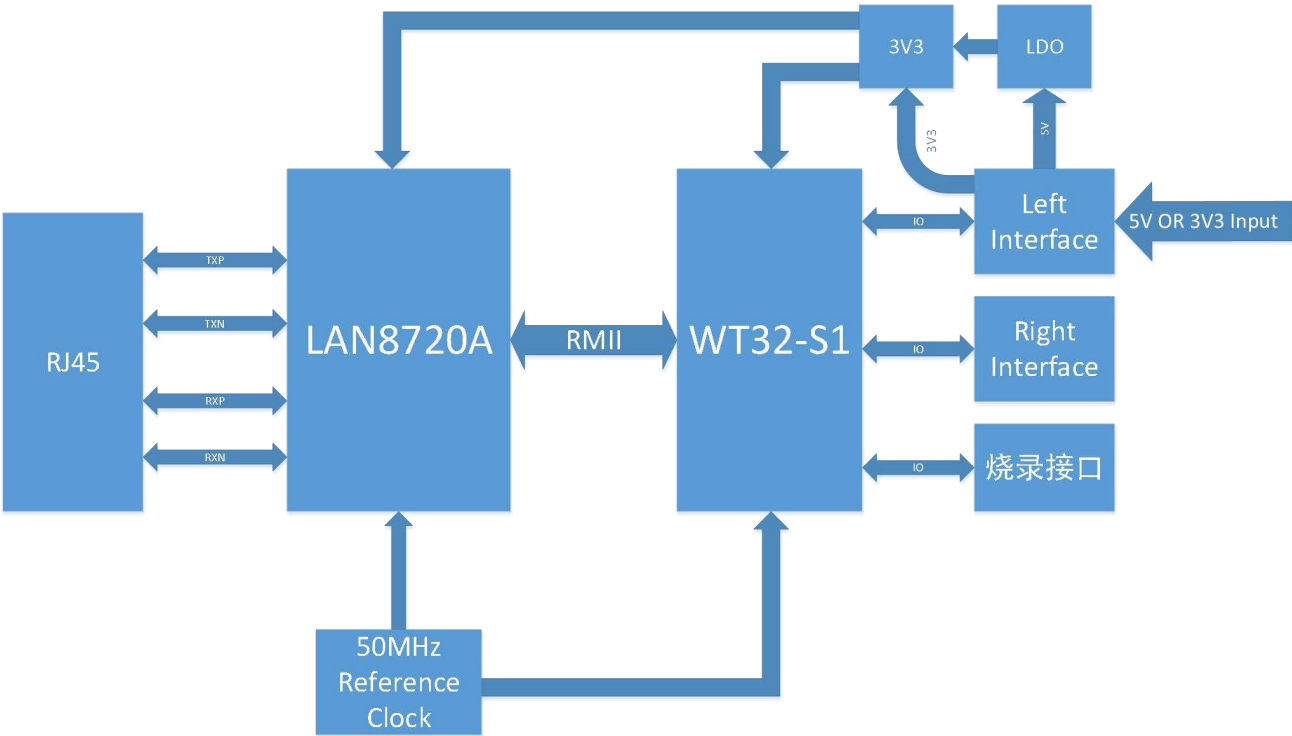 3V3
LDO
3V3
5V
Left
Interface
5V OR 3V3 Input
IO
TXP
TXN
RJ45
RXP
RXN
LAN8720A
RMII
WT32-S1
IO
Right
Interface
IO
烧录接口
50MHz
Reference
Clock